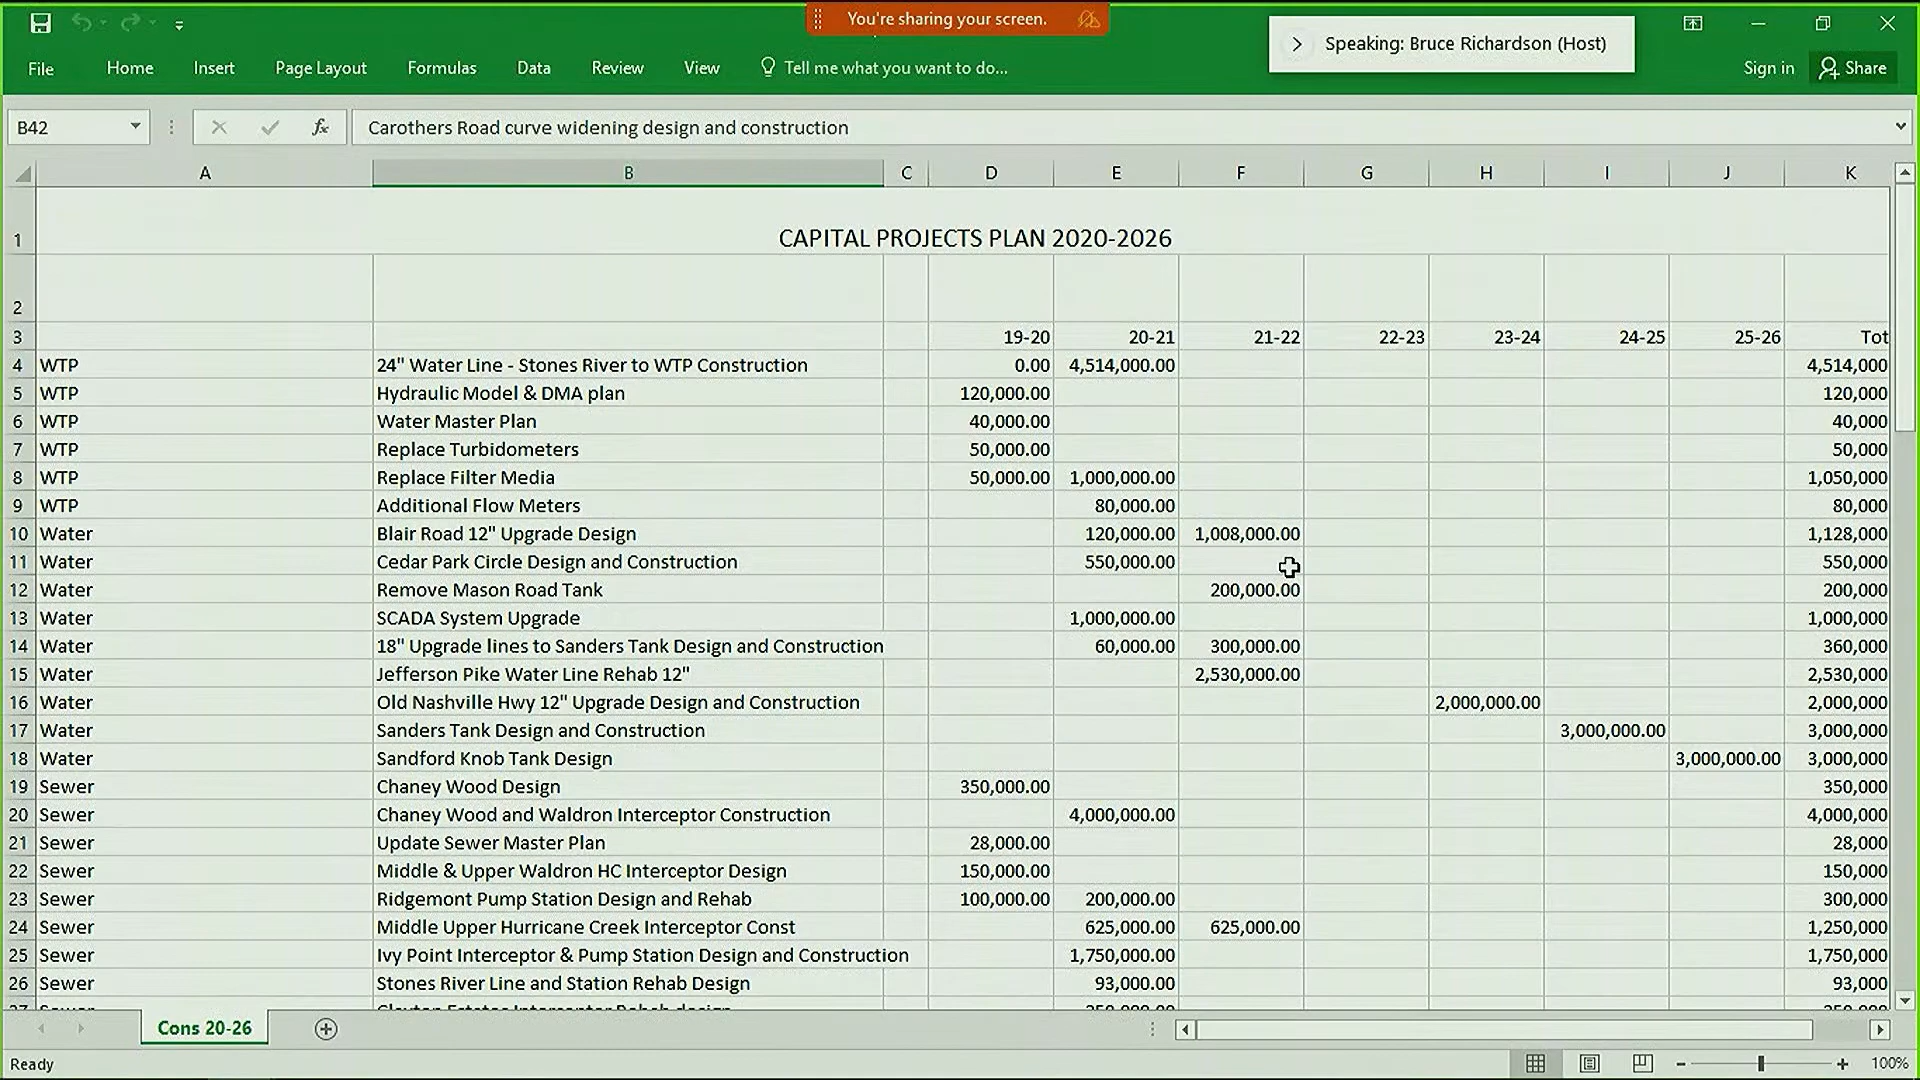 You're sharing your screen.
Speaking: Bruce Richardson (Host)
File Home Insert Page Layout Formulas Data Review View Tell me what you want to do... Sign in Share
B42 fx Carothers Road curve widening design and construction
A B C D E F G H I J K
1 CAPITAL PROJECTS PLAN 2020-2026
2
3 19-20 20-21 21-22 22-23 23-24 24-25 25-26 Tot
4 WTP 24" Water Line - Stones River to WTP Construction 0.00 4,514,000.00 4,514,000
5 WTP Hydraulic Model & DMA plan 120,000.00 120,000
6 WTP Water Master Plan 40,000.00 40,000
7 WTP Replace Turbidometers 50,000.00 50,000
8 WTP Replace Filter Media 50,000.00 1,000,000.00 1,050,000
9 WTP Additional Flow Meters 80,000.00 80,000
10 Water Blair Road 12" Upgrade Design 120,000.00 1,008,000.00 1,128,000
11 Water Cedar Park Circle Design and Construction 550,000.00 550,000
12 Water Remove Mason Road Tank 200,000.00 200,000
13 Water SCADA System Upgrade 1,000,000.00 1,000,000
14 Water 18" Upgrade lines to Sanders Tank Design and Construction 60,000.00 300,000.00 360,000
15 Water Jefferson Pike Water Line Rehab 12" 2,530,000.00 2,530,000
16 Water Old Nashville Hwy 12" Upgrade Design and Construction 2,000,000.00 2,000,000
17 Water Sanders Tank Design and Construction 3,000,000.00 3,000,000
18 Water Sandford Knob Tank Design 3,000,000.00 3,000,000
19 Sewer Chaney Wood Design 350,000.00 350,000
20 Sewer Chaney Wood and Waldron Interceptor Construction 4,000,000.00 4,000,000
21 Sewer Update Sewer Master Plan 28,000.00 28,000
22 Sewer Middle & Upper Waldron HC Interceptor Design 150,000.00 150,000
23 Sewer Ridgemont Pump Station Design and Rehab 100,000.00 200,000.00 300,000
24 Sewer Middle Upper Hurricane Creek Interceptor Const 625,000.00 625,000.00 1,250,000
25 Sewer Ivy Point Interceptor & Pump Station Design and Construction 1,750,000.00 1,750,000
26 Sewer Stones River Line and Station Rehab Design 93,000.00 93,000
Cons 20-26
Ready 100%